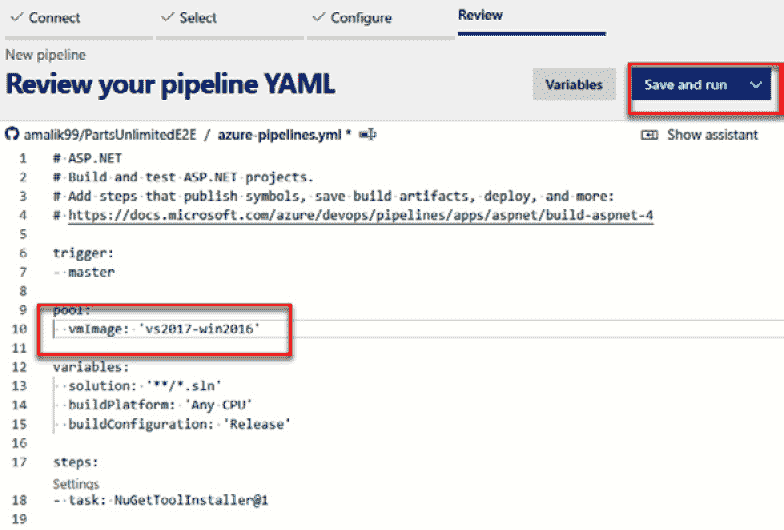 Connect Select Configure Review
New pipeline
Review your pipeline YAML Variables Save and run
amalik99/PartsUnlimitedE2E / azure-pipelines.yml * Show assistant
1 # ASP.NET
2 # Build and test ASP.NET projects.
3 # Add steps that publish symbols, save build artifacts, deploy, and more:
4 # https://docs.microsoft.com/azure/devops/pipelines/apps/aspnet/build-aspnet-4
5
6 trigger:
7 - master
8
9 pool:
10 vmImage: 'vs2017-win2016'
11
12 variables:
13 solution: '**/*.sln'
14 buildPlatform: 'Any CPU'
15 buildConfiguration: 'Release'
16
17 steps:
Settings
18 - task: NuGetToolInstaller@1
19